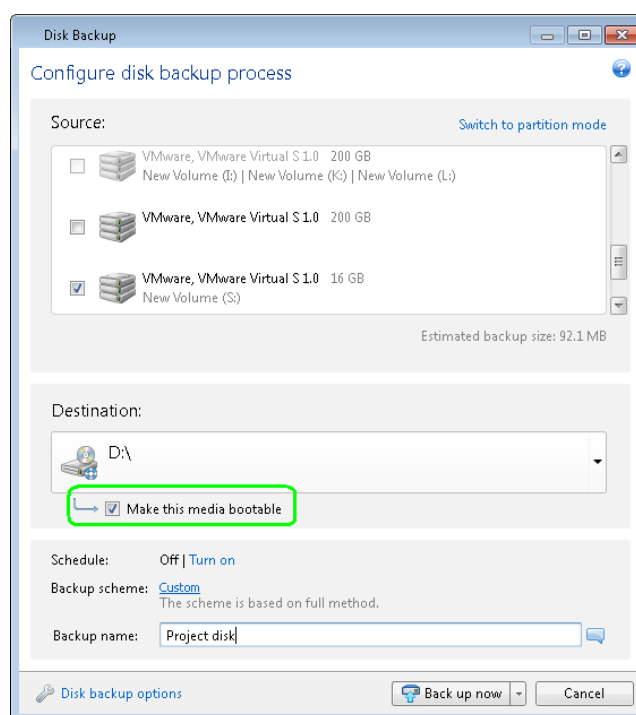 Disk Backup
Configure disk backup process
Source:
Switch to partition mode
VMware, VMware Virtual S 1.0 200 GB
New Volume (I:) | New Volume (K:) | New Volume (L:)
VMware, VMware Virtual S 1.0 200 GB
VMware, VMware Virtual S 1.0 16 GB
New Volume (S:)
Estimated backup size: 92.1 MB
Destination:
D:\
Make this media bootable
Schedule: Off | Turn on
Backup scheme: Custom
The scheme is based on full method.
Backup name: Project disk
Disk backup options
Back up now
Cancel